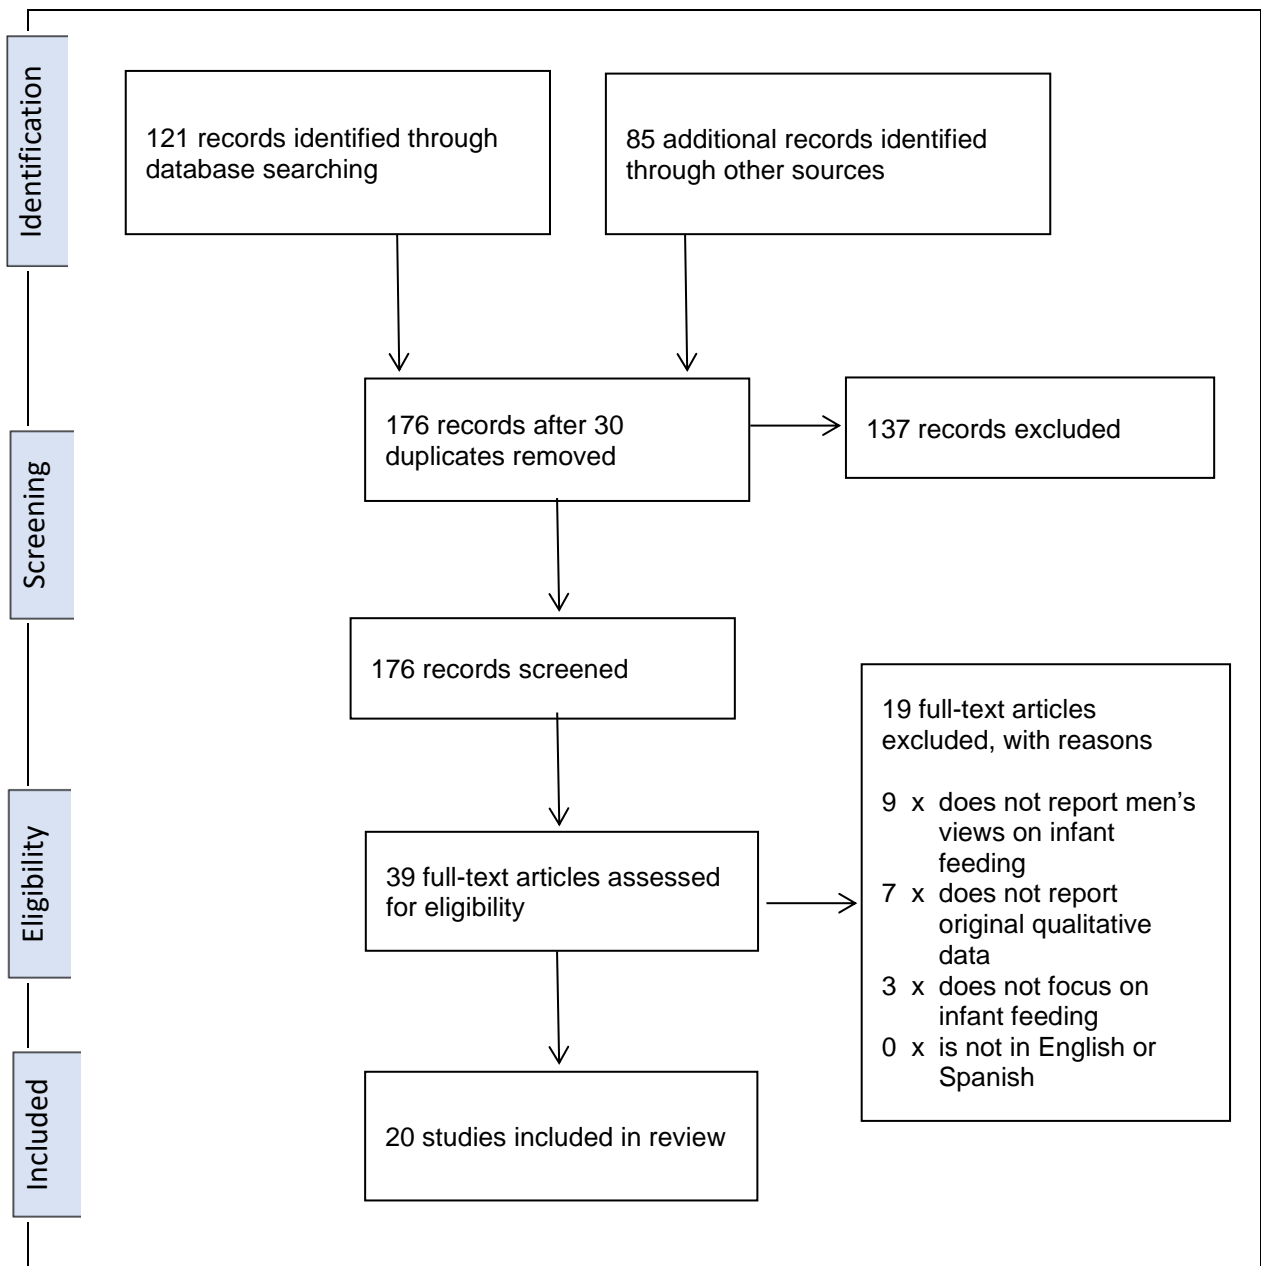 Identification
121 records identified through
database searching
85 additional records identified
through other sources
Screening
176 records after 30
duplicates removed
137 records excluded
176 records screened
Eligibility
39 full-text articles assessed
for eligibility
19 full-text articles
excluded, with reasons
9 x does not report men’s
views on infant
feeding
7 x does not report
original qualitative
data
3 x does not focus on
infant feeding
0 x is not in English or
Spanish
Included
20 studies included in review